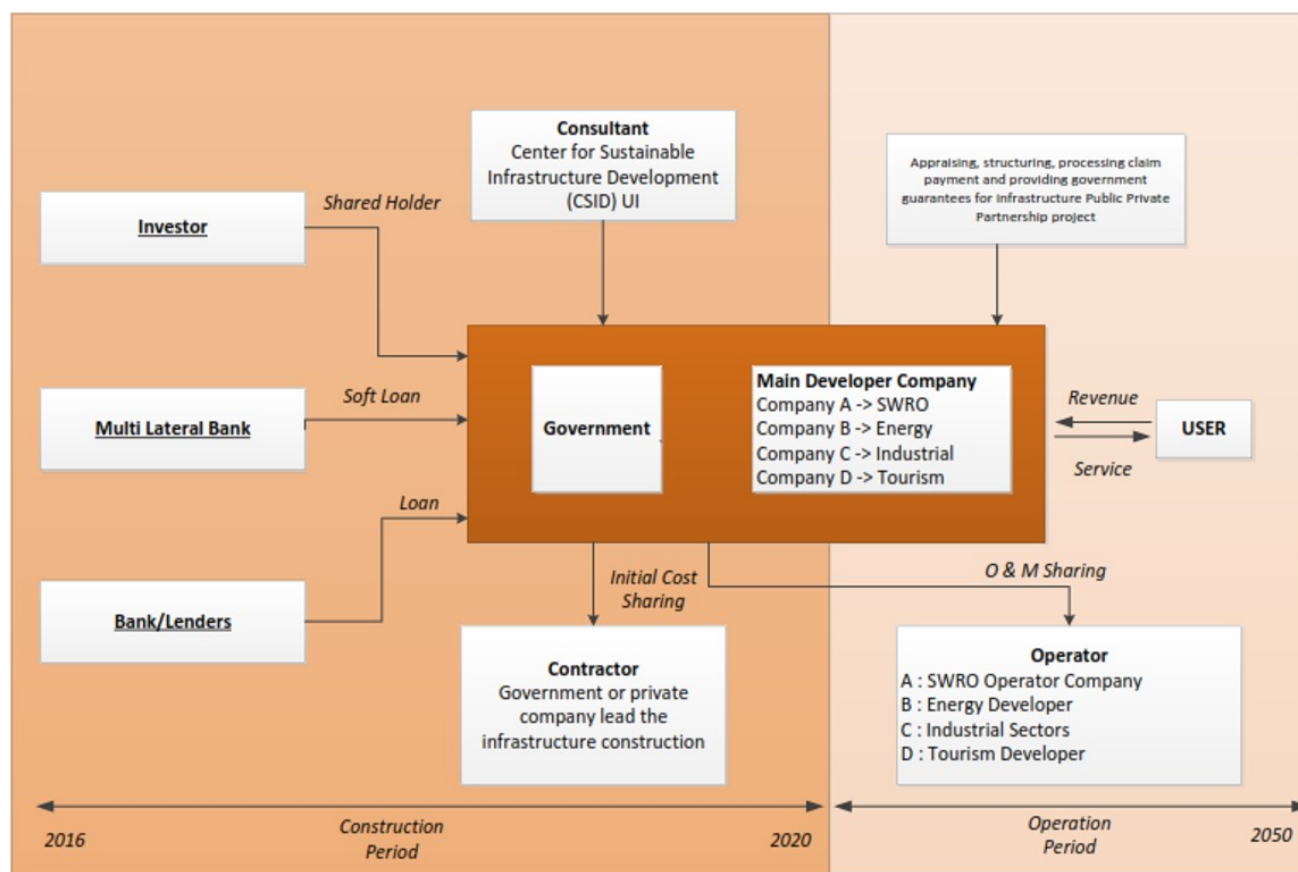 Consultant
Center for Sustainable
Infrastructure Development
(CSID) UI
Appraising, structuring, processing claim
payment and providing government
guarantees for Infrastructure Public Private
Partnership project
Investor
Shared Holder
Multi Lateral Bank
Soft Loan
Bank/Lenders
Loan
Government
Main Developer Company
Company A -> SWRO
Company B -> Energy
Company C -> Industrial
Company D -> Tourism
Revenue
Service
USER
Initial Cost
Sharing
O & M Sharing
Contractor
Government or private
company lead the
infrastructure construction
Operator
A : SWRO Operator Company
B : Energy Developer
C : Industrial Sectors
D : Tourism Developer
2016
Construction
Period
2020
Operation
Period
2050